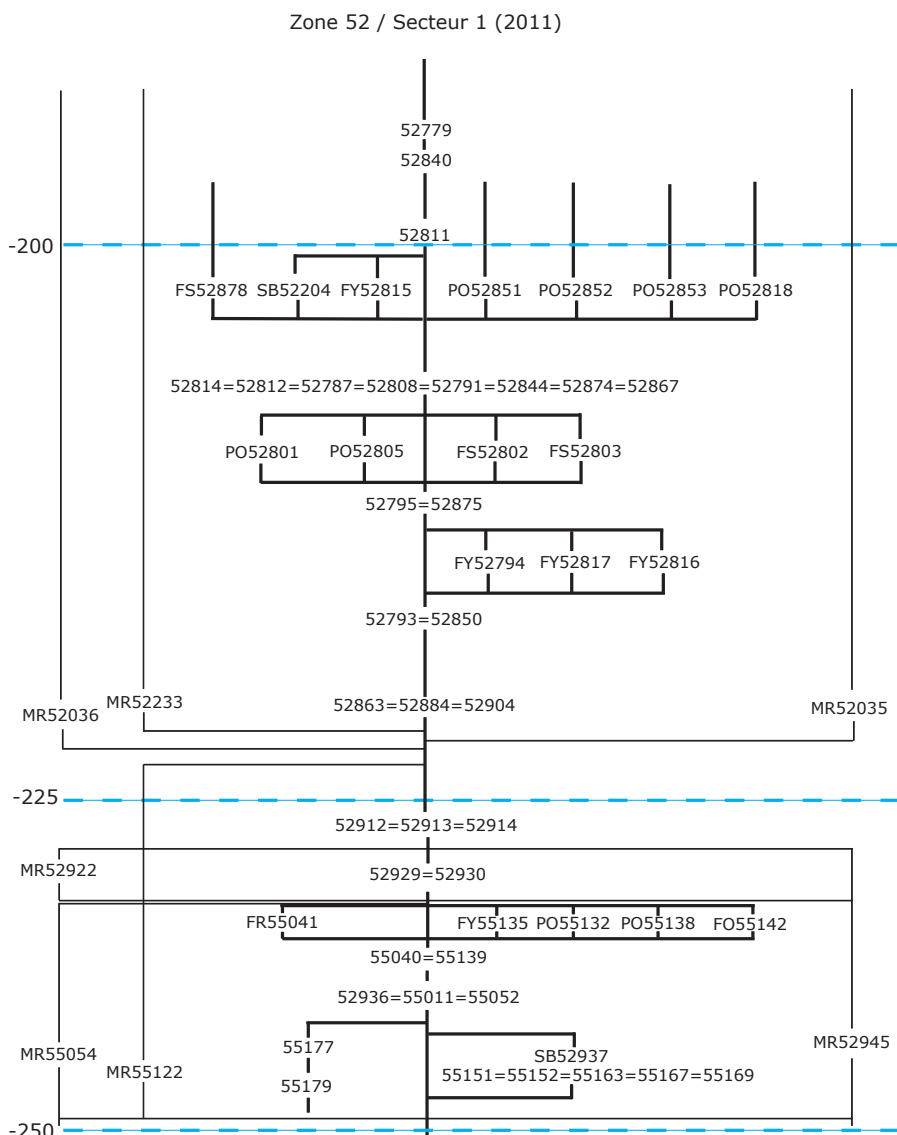 Zone 52 / Secteur 1 (2011)
52779
52840
52811
-200
FS52878 SB52204 FY52815 PO52851 PO52852 PO52853 PO52818
52814=52812=52787=52808=52791=52844=52874=52867
PO52801 PO52805 FS52802 FS52803
52795=52875
FY52794 FY52817 FY52816
52793=52850
MR52036 MR52233 52863=52884=52904 MR52035
-225
52912=52913=52914
MR52922 52929=52930
FR55041 FY55135 PO55132 PO55138 FO55142
55040=55139
52936=55011=55052
MR55054 MR55122 55177 SB52937 MR52945
55151=55152=55163=55167=55169
55179
-250